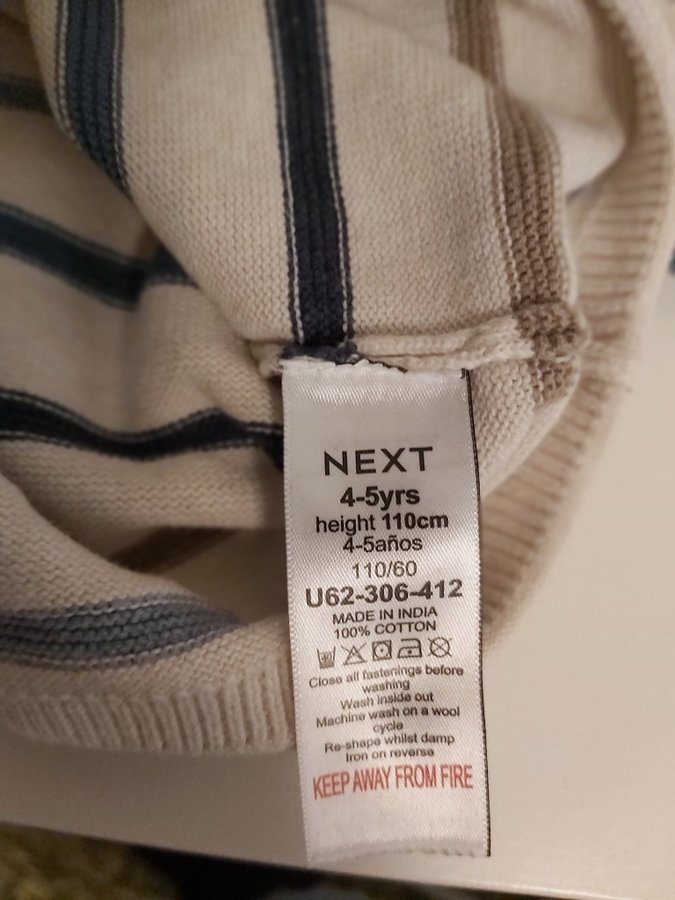 NEXT
4-5yrs
height 110cm
4-5años
110/60
U62-306-412
MADE IN INDIA
100% COTTON
Close all fastenings before
washing
Wash inside out
Machine wash on a wool
cycle
Re-shape whilst damp
Iron on reverse
KEEP AWAY FROM FIRE